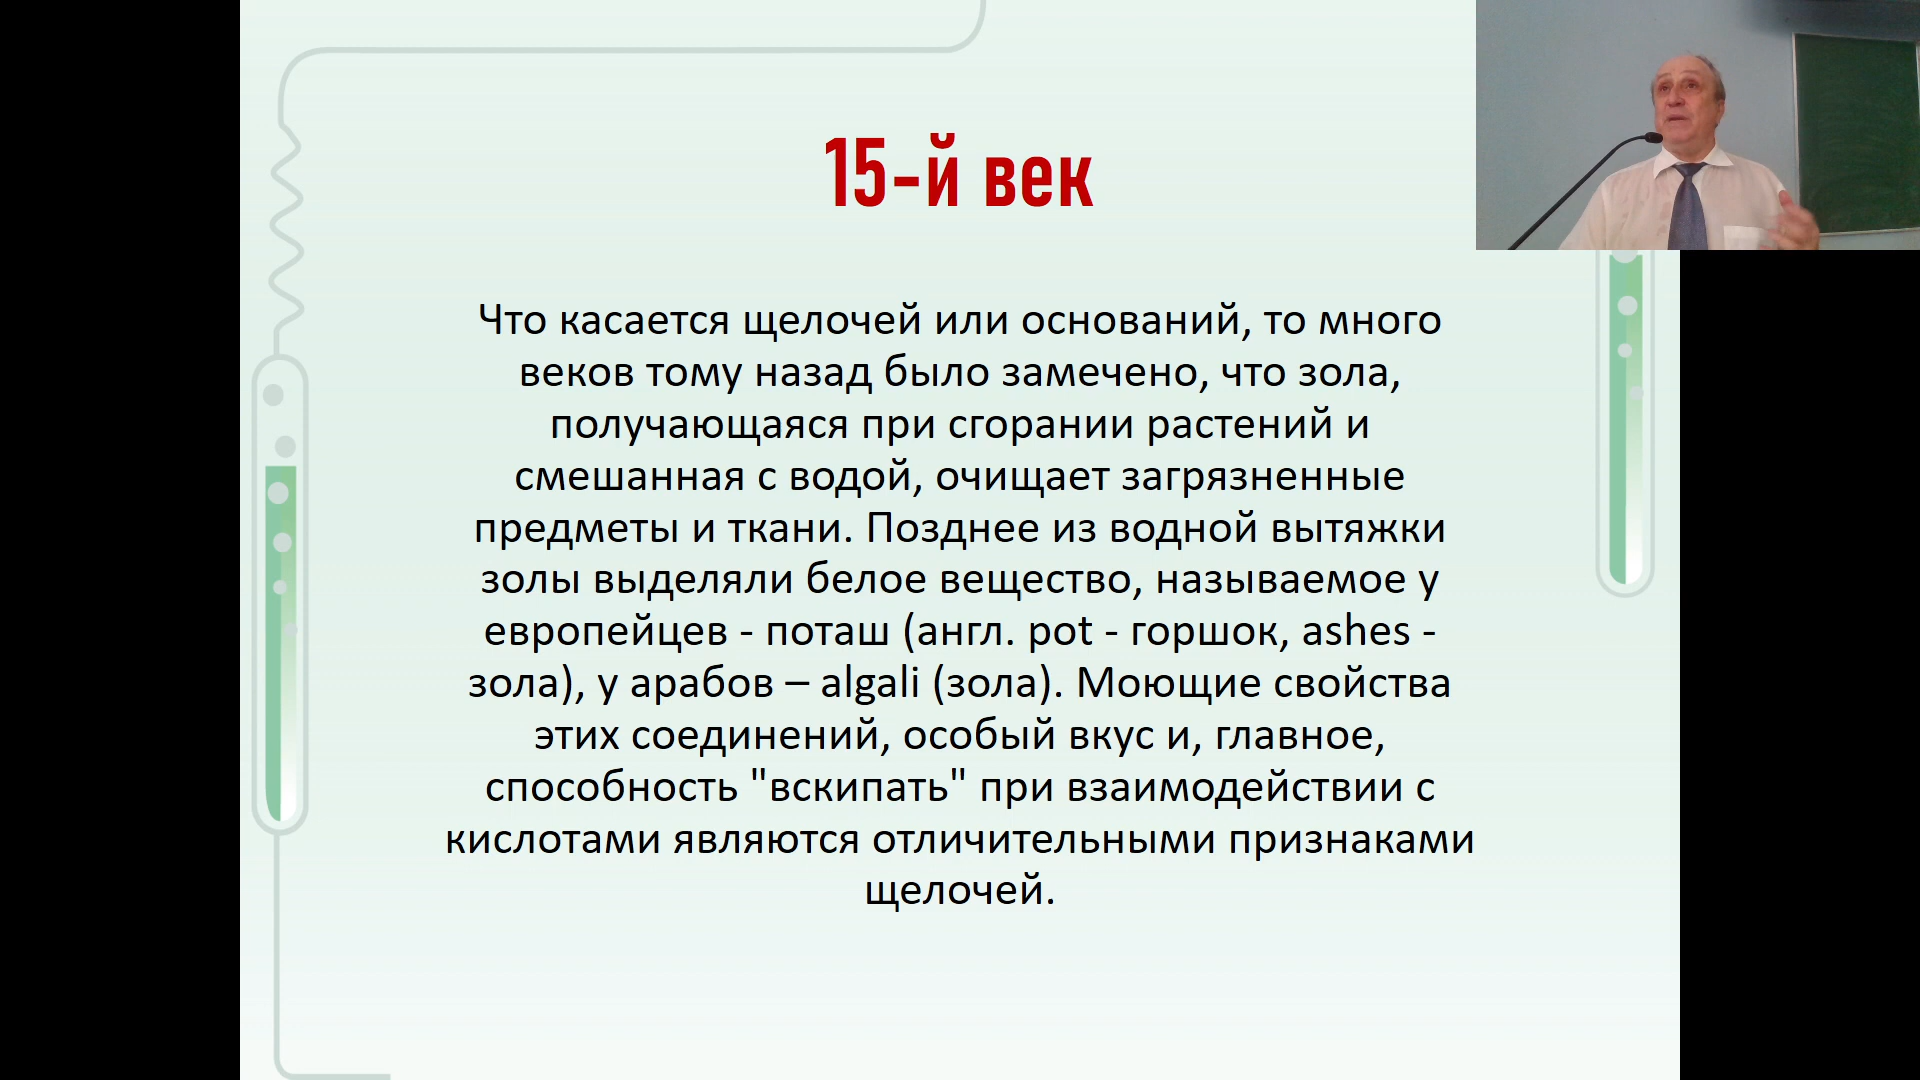 15-й век
Что касается щелочей или оснований, то много
веков тому назад было замечено, что зола,
получающаяся при сгорании растений и
смешанная с водой, очищает загрязненные
предметы и ткани. Позднее из водной вытяжки
золы выделяли белое вещество, называемое у
европейцев - поташ (англ. pot - горшок, ashes -
зола), у арабов – algali (зола). Моющие свойства
этих соединений, особый вкус и, главное,
способность "вскипать" при взаимодействии с
кислотами являются отличительными признаками
щелочей.